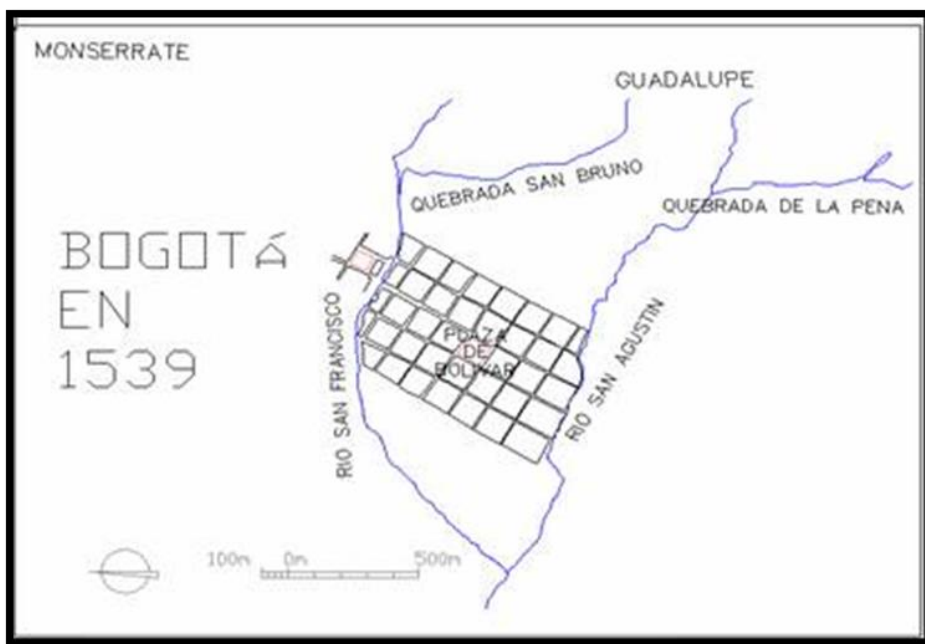 MONSERRATE
GUADALUPE
QUEBRADA SAN BRUNO
QUEBRADA DE LA PENA
BOGOTÁ
EN
1539
RIO SAN FRANCISCO
PLAZA
DE
BOLIVAR
RIO SAN AGUSTIN
100m 0m 500m